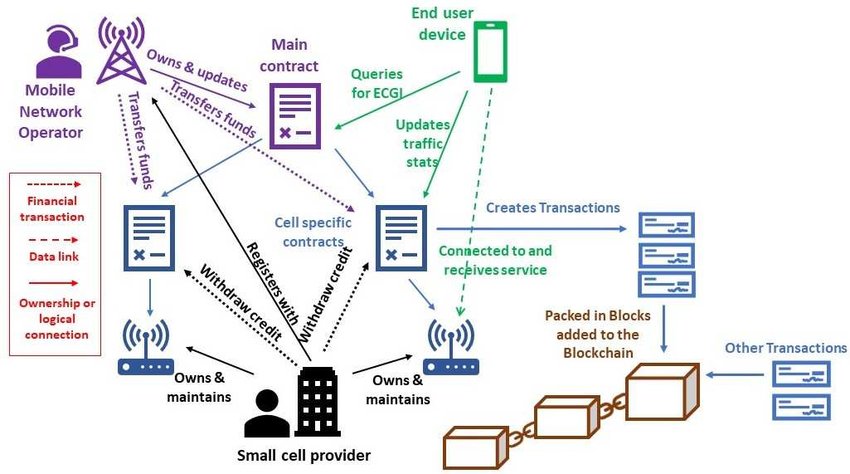 End user
device
Main
contract
Owns & updates
Mobile
Network
Operator
Transfers funds
Transfers funds
Queries
for ECGI
Updates
traffic
stats
Financial
transaction
Data link
Ownership or
logical
connection
Cell specific
contracts
Creates Transactions
Connected to and
receives service
Registers with
Withdraw credit
Withdraw credit
Packed in Blocks
added to the
Blockchain
Other Transactions
Owns &
maintains
Owns &
maintains
Small cell provider